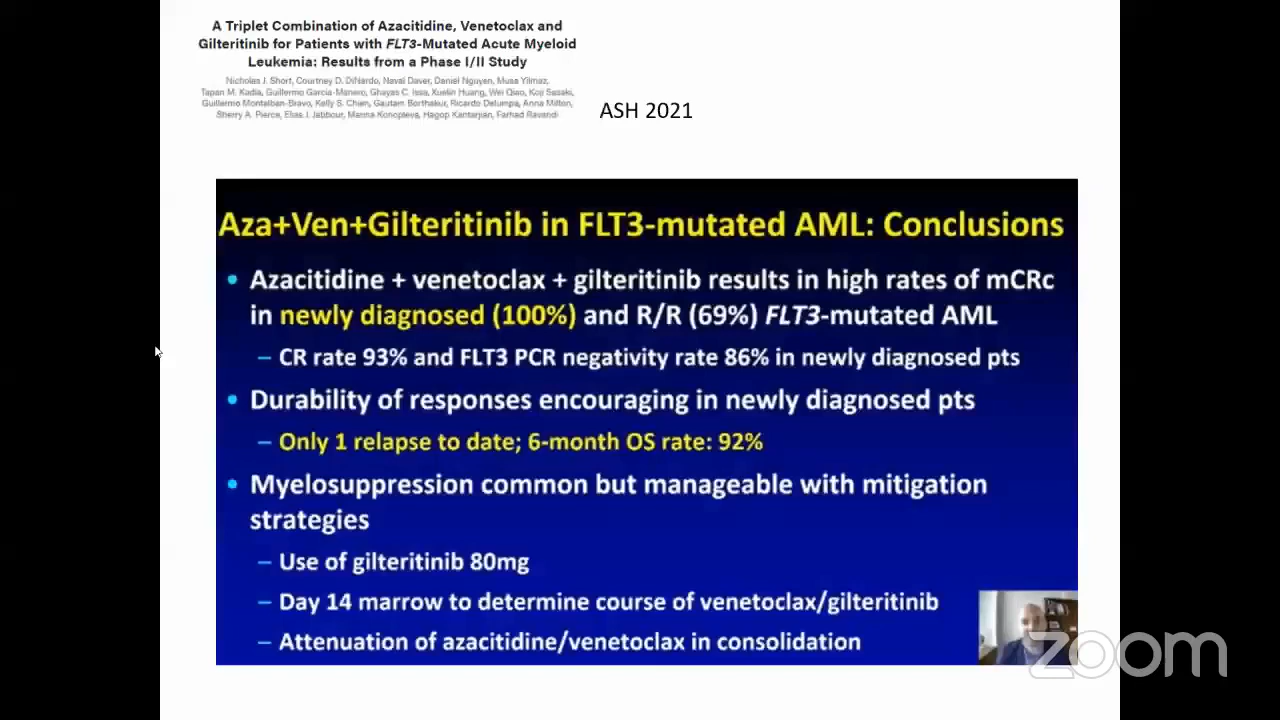 A Triplet Combination of Azacitidine, Venetoclax and
Gilteritinib for Patients with FLT3-Mutated Acute Myeloid
Leukemia: Results from a Phase I/II Study
Nicholas J. Short, Courtney D. DiNardo, Naval Daver, Daniel Nguyen, Musa Yilmaz,
Tapan M. Kadia, Guillermo Garcia-Manero, Ghayas C. Issa, Xuelin Huang, Wei Qiao, Koji Sasaki,
Guillermo Montalban-Bravo, Kelly S. Chien, Gautam Borthakur, Ricardo Delumpa, Anna Milton,
Sherry A. Pierce, Elias J. Jabbour, Marina Konopleva, Hagop Kantarjian, Farhad Ravandi
ASH 2021
Aza+Ven+Gilteritinib in FLT3-mutated AML: Conclusions
• Azacitidine + venetoclax + gilteritinib results in high rates of mCRc
in newly diagnosed (100%) and R/R (69%) FLT3-mutated AML
– CR rate 93% and FLT3 PCR negativity rate 86% in newly diagnosed pts
• Durability of responses encouraging in newly diagnosed pts
– Only 1 relapse to date; 6-month OS rate: 92%
• Myelosuppression common but manageable with mitigation
strategies
– Use of gilteritinib 80mg
– Day 14 marrow to determine course of venetoclax/gilteritinib
– Attenuation of azacitidine/venetoclax in consolidation
zoom